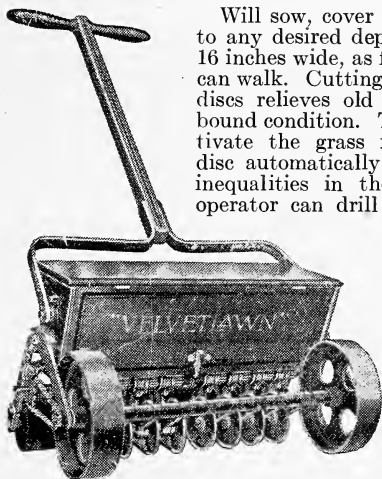 Will sow, cover
to any desired dep
16 inches wide, as f
can walk. Cutting
discs relieves old
bound condition. T
tivate the grass
disc automatically
inequalities in the
operator can drill
"VELVETLAWN"